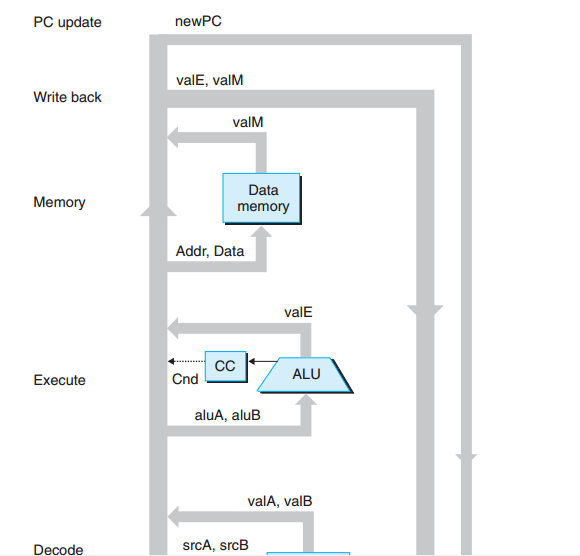 PC update
newPC
valE, valM
Write back
valM
Data
memory
Memory
Addr, Data
valE
CC
ALU
Execute
Cnd
aluA, aluB
valA, valB
srcA, srcB
Decode